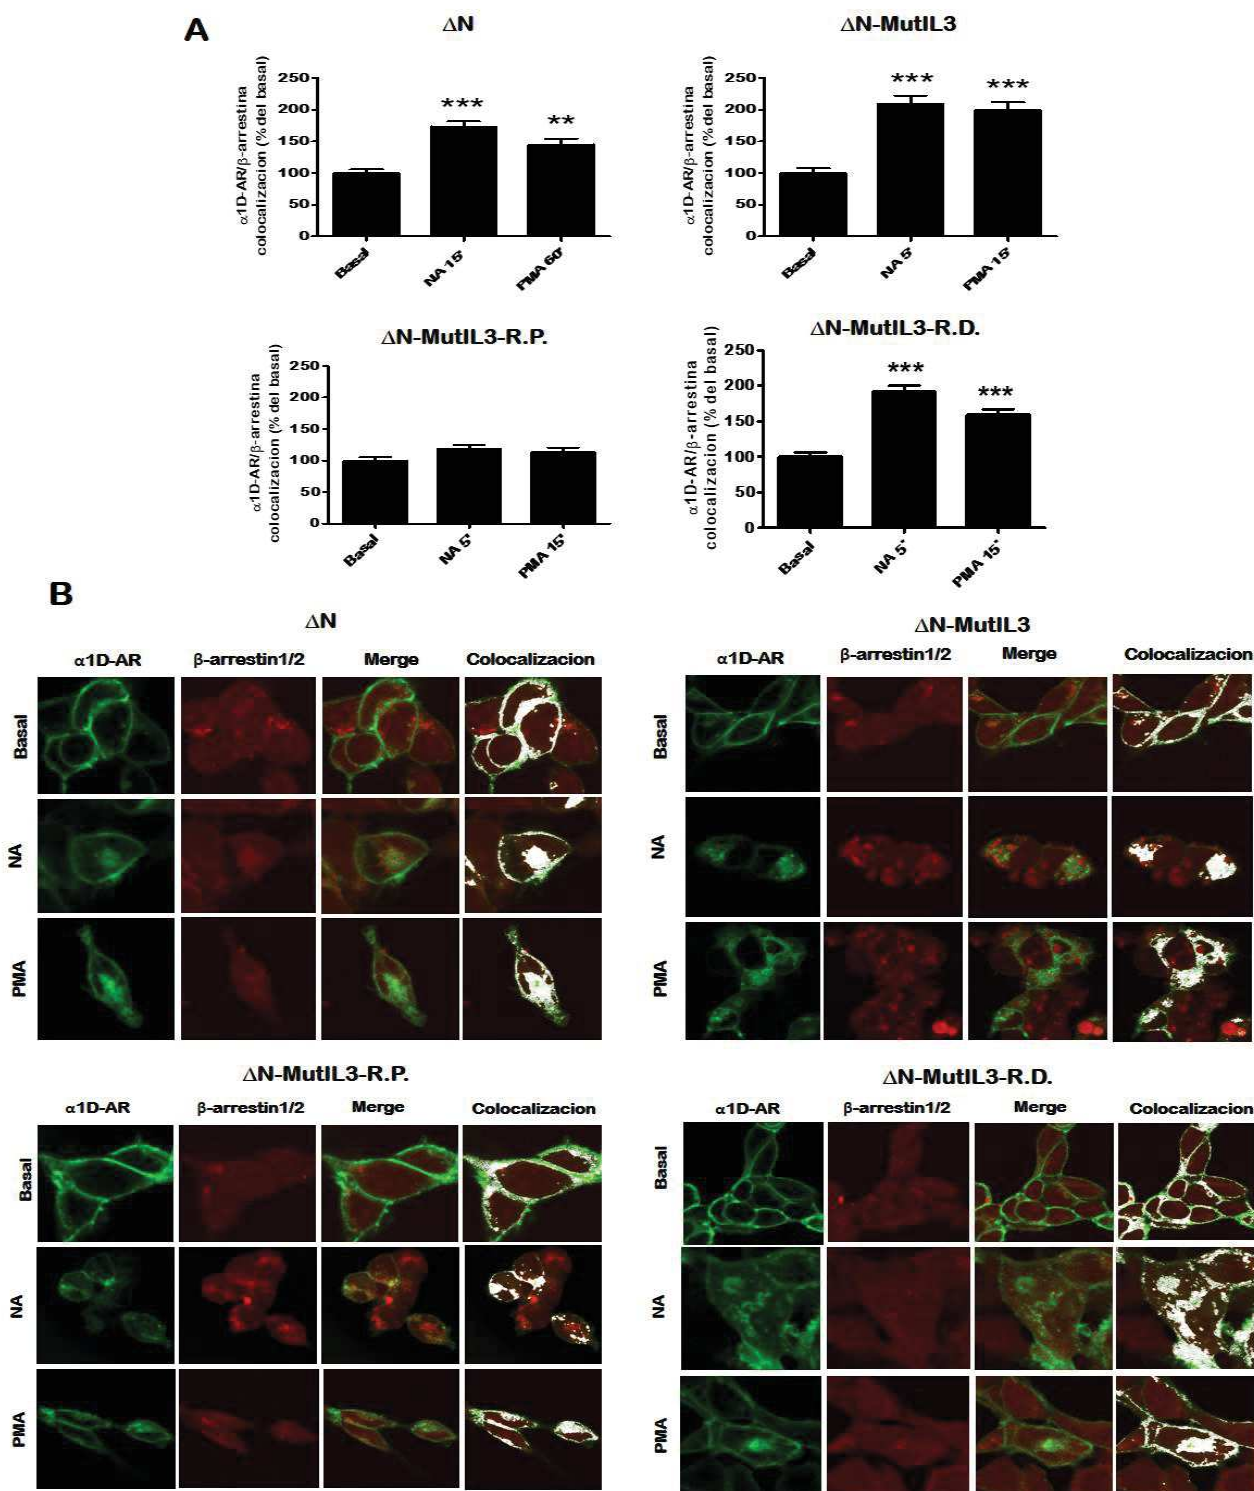 A
ΔN
ΔN-MutIL3
α1D-AR/β-arrestina
colocalizacion (% del basal)
250
200
150
100
50
0
***
**
Basal
NA 15'
PMA 60'
α1D-AR/β-arrestina
colocalizacion (% del basal)
250
200
150
100
50
0
***
***
Basal
NA 5'
PMA 15'
ΔN-MutIL3-R.P.
ΔN-MutIL3-R.D.
α1D-AR/β-arrestina
colocalizacion (% del basal)
250
200
150
100
50
0
Basal
NA 5'
PMA 15'
α1D-AR/β-arrestina
colocalizacion (% del basal)
250
200
150
100
50
0
***
***
Basal
NA 5'
PMA 15'
B
ΔN
α1D-AR β-arrestin1/2 Merge Colocalizacion
Basal
NA
PMA
ΔN-MutIL3
α1D-AR β-arrestin1/2 Merge Colocalizacion
Basal
NA
PMA
ΔN-MutIL3-R.P.
α1D-AR β-arrestin1/2 Merge Colocalizacion
Basal
NA
PMA
ΔN-MutIL3-R.D.
α1D-AR β-arrestin1/2 Merge Colocalizacion
Basal
NA
PMA